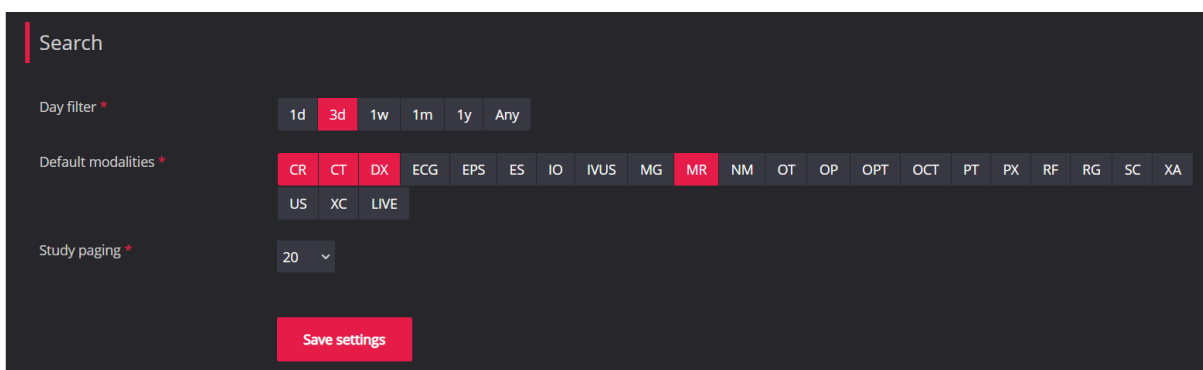 Search
Day filter *
1d 3d 1w 1m 1y Any
Default modalities *
CR CT DX ECG EPS ES IO IVUS MG MR NM OT OP OPT OCT PT PX RF RG SC XA
US XC LIVE
Study paging *
20
Save settings